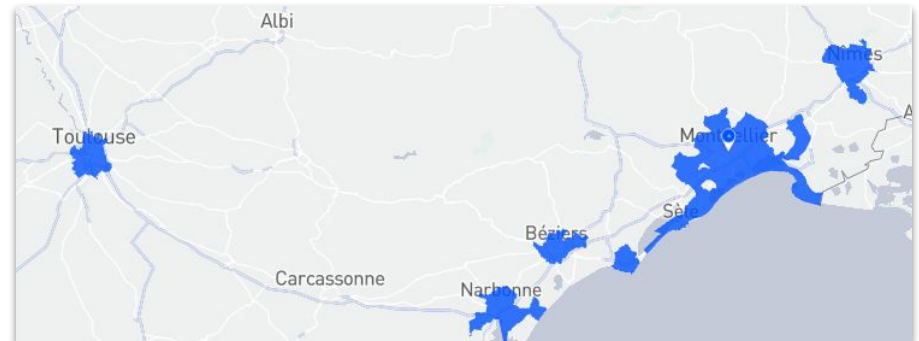 Albi
Nîmes
Toulouse
Montpellier
A
Sète
Béziers
Carcassonne
Narbonne